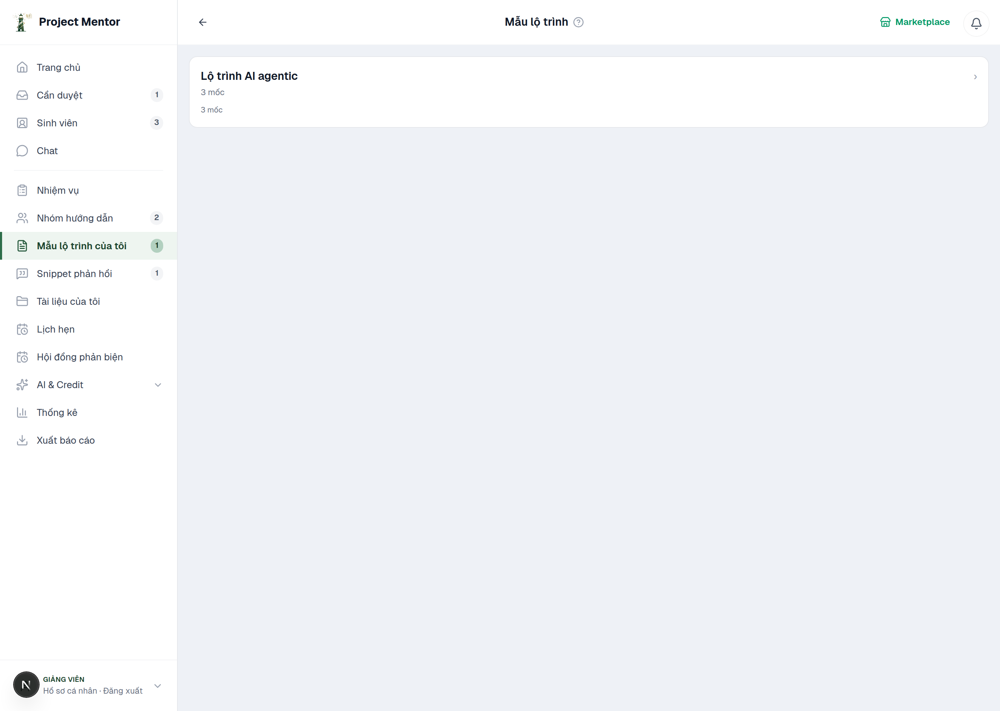 Project Mentor
Mẫu lộ trình
Marketplace
Trang chủ
Cần duyệt 1
Sinh viên 3
Chat
Nhiệm vụ
Nhóm hướng dẫn 2
Mẫu lộ trình của tôi 1
Snippet phản hồi 1
Tài liệu của tôi
Lịch hẹn
Hội đồng phản biện
AI & Credit
Thống kê
Xuất báo cáo
GIẢNG VIÊN
Hồ sơ cá nhân · Đăng xuất
N
Lộ trình AI agentic
3 mốc
3 mốc